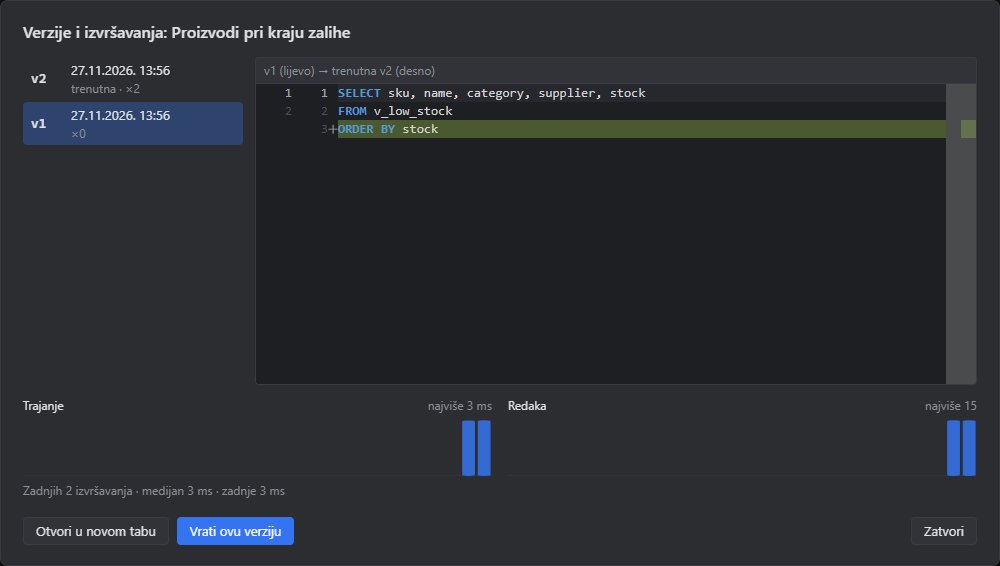 Verzije i izvršavanja: Proizvodi pri kraju zalihe
v2 27.11.2026. 13:56
trenutna · ×2
v1 27.11.2026. 13:56
×0
v1 (lijevo) → trenutna v2 (desno)
1 1 SELECT sku, name, category, supplier, stock
2 2 FROM v_low_stock
3+ORDER BY stock
Trajanje najviše 3 ms
Redaka najviše 15
Zadnjih 2 izvršavanja · medijan 3 ms · zadnje 3 ms
Otvori u novom tabu Vrati ovu verziju Zatvori